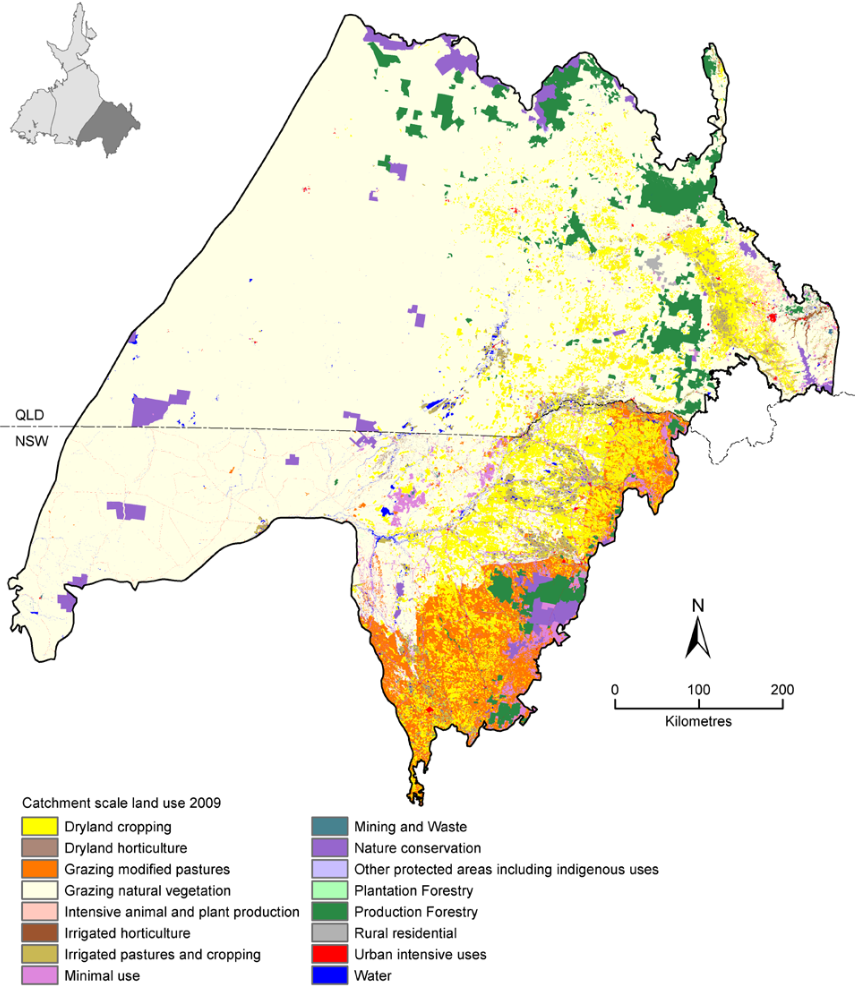 QLD
NSW
N
0 100 200
Kilometres
Catchment scale land use 2009
Dryland cropping
Dryland horticulture
Grazing modified pastures
Grazing natural vegetation
Intensive animal and plant production
Irrigated horticulture
Irrigated pastures and cropping
Minimal use
Mining and Waste
Nature conservation
Other protected areas including indigenous uses
Plantation Forestry
Production Forestry
Rural residential
Urban intensive uses
Water